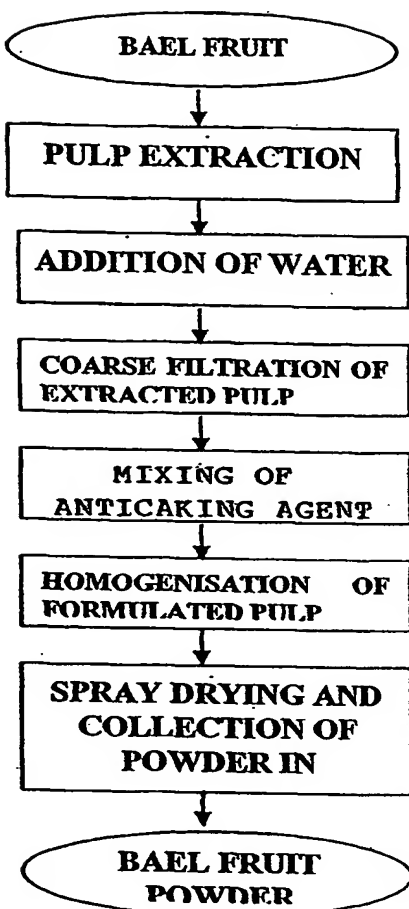 BAEL FRUIT
PULP EXTRACTION
ADDITION OF WATER
COARSE FILTRATION OF
EXTRACTED PULP
MIXING OF
ANTICAKING AGENT
HOMOGENISATION OF
FORMULATED PULP
SPRAY DRYING AND
COLLECTION OF
POWDER IN
BAEL FRUIT
POWDER